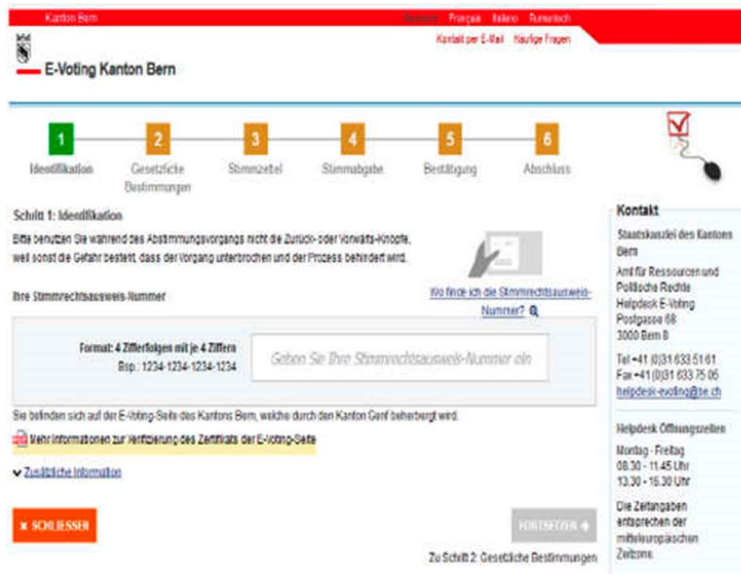 Kanton Bern
Français Italiano Rumantsch
Kontakt per E-Mail Häufige Fragen
E-Voting Kanton Bern
1 2 3 4 5 6
Identifikation Gesetzliche Bestimmungen Stimmzettel Stimmabgabe Bestätigung Abschluss
Schritt 1: Identifikation
Bitte benutzen Sie während des Abstimmungsvorgangs nicht die Zurück- oder Vorwärts-Knöpfe,
weil sonst die Gefahr besteht, dass der Vorgang unterbrochen und der Prozess behindert wird.
Wo finde ich die Stimmrechtsausweis-
Nummer?
Ihre Stimmrechtsausweis-Nummer
Format: 4 Zifferfolgen mit je 4 Ziffern
Bsp.: 1234-1234-1234-1234
Geben Sie Ihre Stimmrechtsausweis-Nummer ein
Sie befinden sich auf der E-Voting-Seite des Kantons Bern, welche durch den Kanton Genf beherbergt wird.
Mehr Informationen zur Verifizierung des Zertifikats der E-Voting-Seite
Zusätzliche Information
x SCHLIESSEN
FORTSETZEN
Zu Schritt 2: Gesetzliche Bestimmungen
Kontakt
Staatskanzlei des Kantons
Bern
Amt für Ressourcen und
Politische Rechte
Helpdesk E-Voting
Postgasse 68
3000 Bern 8
Tel +41 (0)31 633 51 61
Fax +41 (0)31 633 75 05
helpdesk-evoting@be.ch
Helpdesk Öffnungszeiten
Montag - Freitag
08.30 - 11.45 Uhr
13.30 - 16.30 Uhr
Die Zeitangaben
entsprechen der
mitteleuropäischen
Zeitzone.